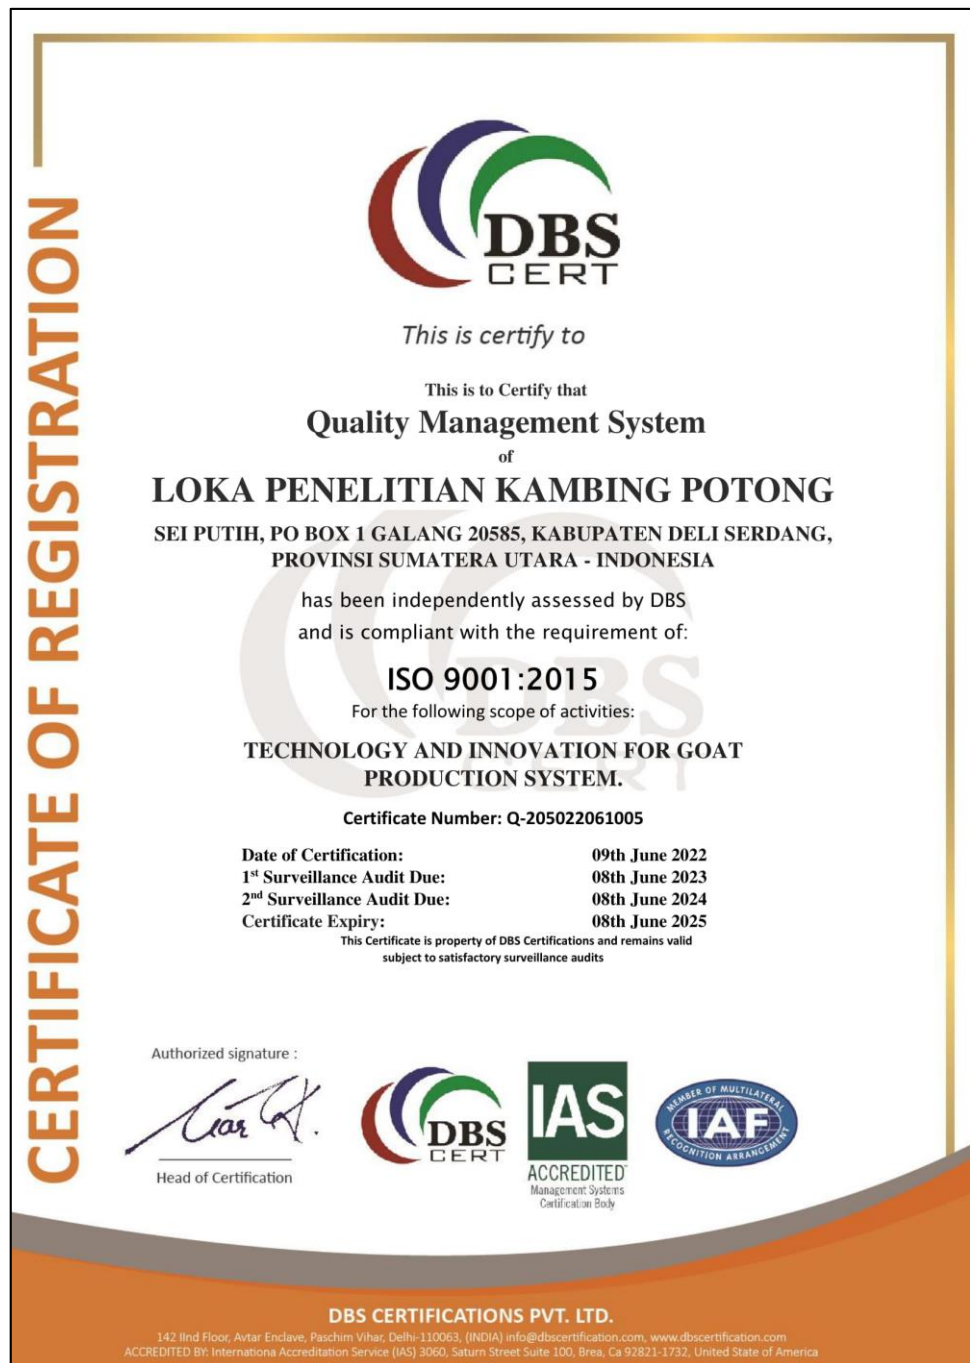 CERTIFICATE OF REGISTRATION
DBS
CERT
This is certify to
This is to Certify that
Quality Management System
of
LOKA PENELITIAN KAMBING POTONG
SEI PUTIH, PO BOX 1 GALANG 20585, KABUPATEN DELI SERDANG,
PROVINSI SUMATERA UTARA - INDONESIA
has been independently assessed by DBS
and is compliant with the requirement of:
ISO 9001:2015
For the following scope of activities:
TECHNOLOGY AND INNOVATION FOR GOAT
PRODUCTION SYSTEM.
Certificate Number: Q-205022061005
Date of Certification: 09th June 2022
1st Surveillance Audit Due: 08th June 2023
2nd Surveillance Audit Due: 08th June 2024
Certificate Expiry: 08th June 2025
This Certificate is property of DBS Certifications and remains valid
subject to satisfactory surveillance audits
Authorized signature :
Head of Certification
DBS
CERT
IAS
ACCREDITED
Management Systems
Certification Body
MEMBER OF MULTILATERAL
IAF
RECOGNITION ARRANGEMENT
DBS CERTIFICATIONS PVT. LTD.
142 IInd Floor, Avtar Enclave, Paschim Vihar, Delhi-110063, (INDIA) info@dbscertification.com, www.dbscertification.com
ACCREDITED BY: Internationa Accreditation Service (IAS) 3060, Saturn Street Suite 100, Brea, Ca 92821-1732, United State of America